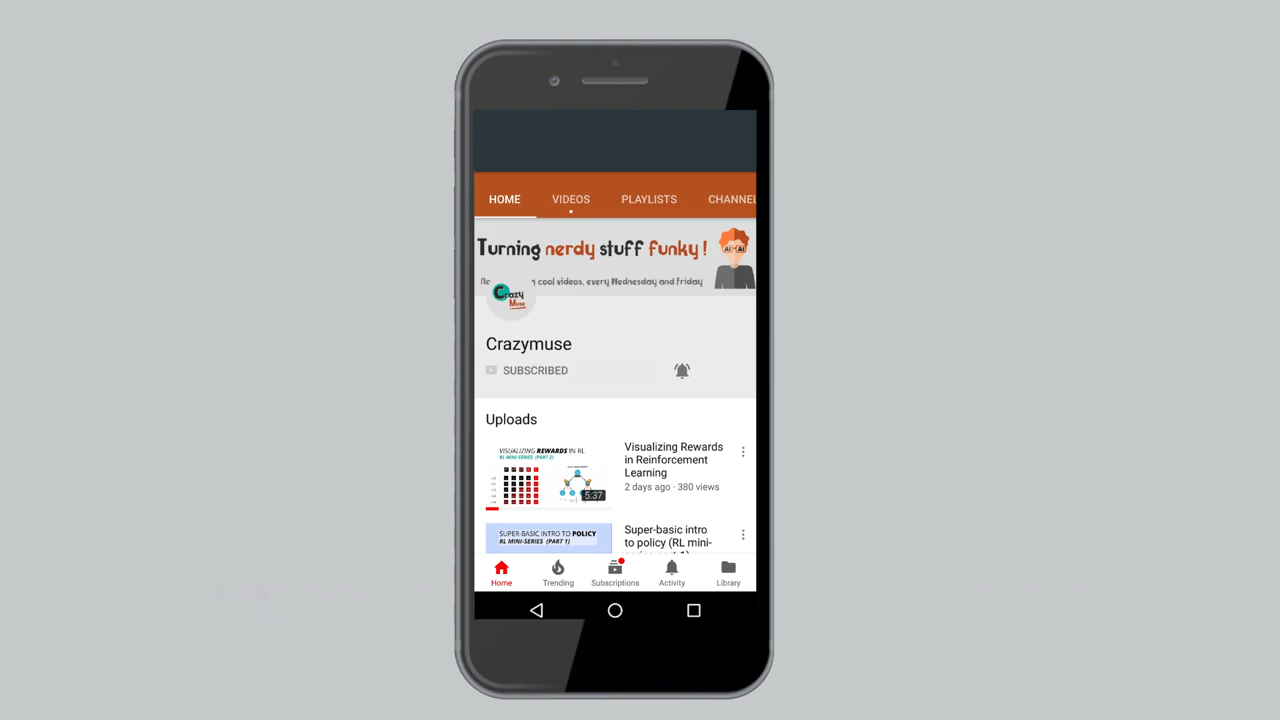 HOME VIDEOS PLAYLISTS CHANNEL
Turning nerdy stuff funky !
cool videos, every Wednesday and Friday
Crazy
Muse
Crazymuse
SUBSCRIBED
Uploads
VISUALIZING REWARDS IN RL
RL MINI-SERIES (PART 2)
5:37
Visualizing Rewards
in Reinforcement
Learning
2 days ago · 380 views
SUPER-BASIC INTRO TO POLICY
RL MINI-SERIES (PART 1)
Super-basic intro
to policy (RL mini-
Home Trending Subscriptions Activity Library